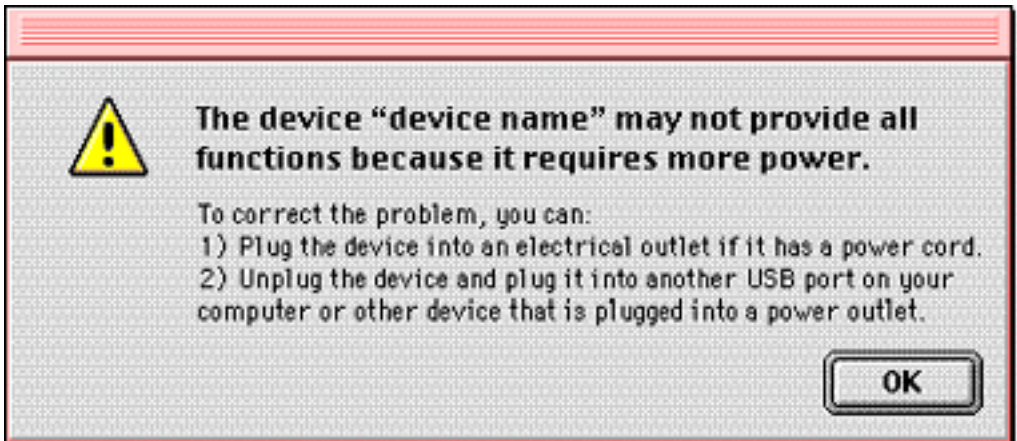 The device “device name” may not provide all
functions because it requires more power.
To correct the problem, you can:
1) Plug the device into an electrical outlet if it has a power cord.
2) Unplug the device and plug it into another USB port on your
computer or other device that is plugged into a power outlet.
OK